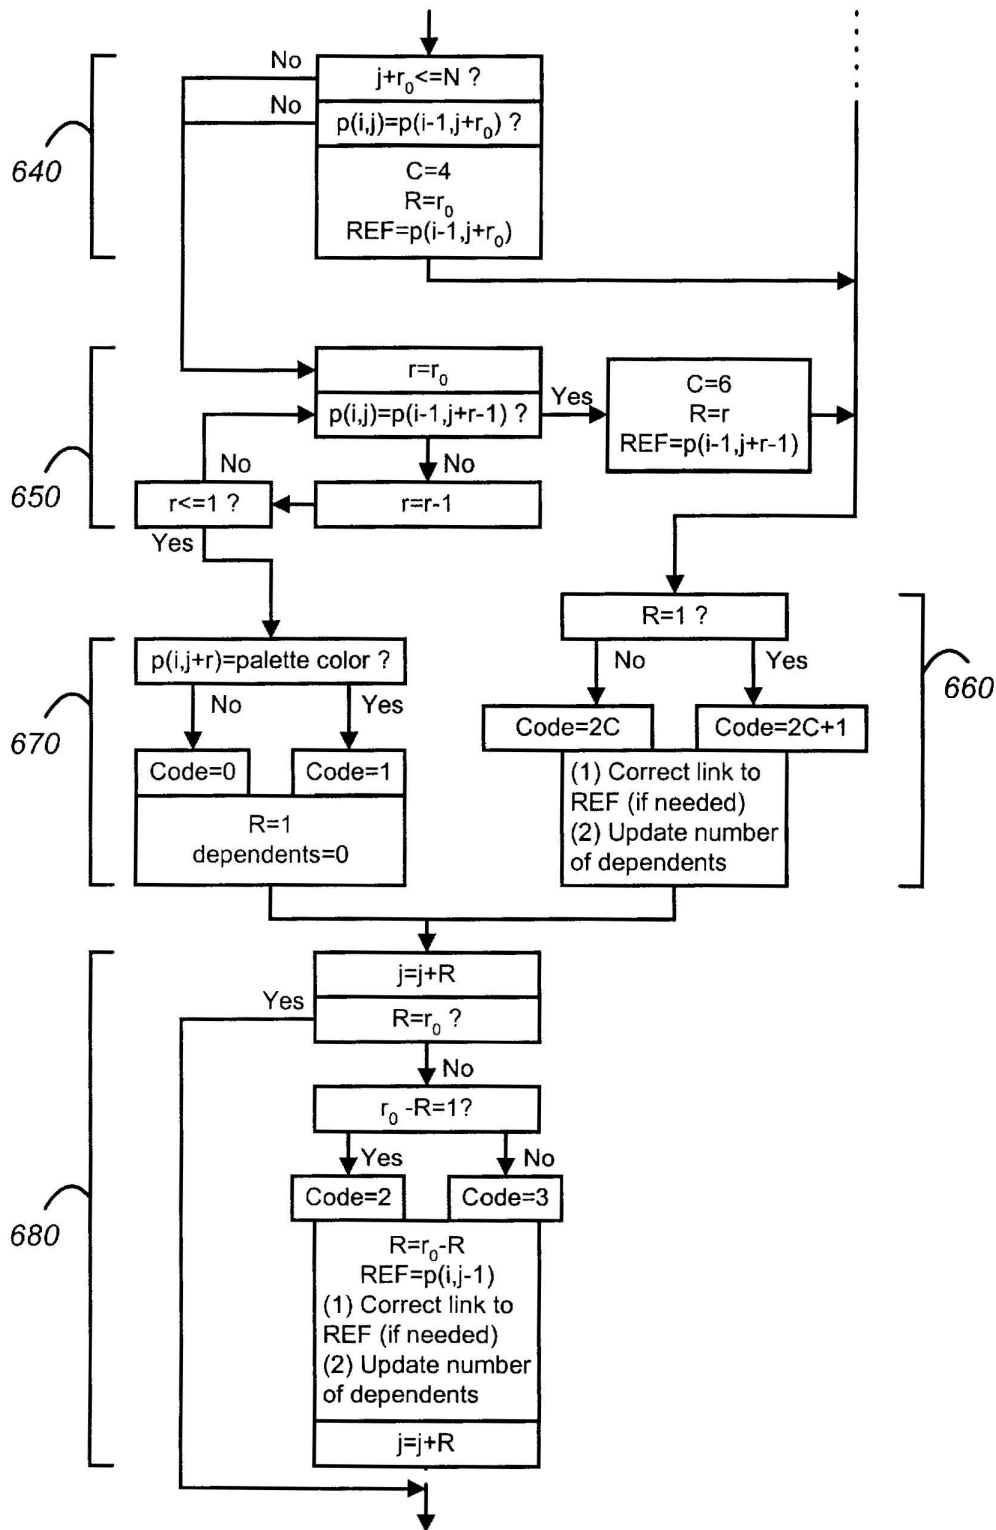 No
j+r₀<=N ?
No
p(i,j)=p(i-1,j+r₀) ?
C=4
R=r₀
REF=p(i-1,j+r₀)
640
r=r₀
p(i,j)=p(i-1,j+r-1) ?
Yes
C=6
R=r
REF=p(i-1,j+r-1)
No
No
r<=1 ?
r=r-1
650
Yes
R=1 ?
No
Yes
660
Code=2C
Code=2C+1
(1) Correct link to
REF (if needed)
(2) Update number
of dependents
p(i,j+r)=palette color ?
No
Yes
670
Code=0
Code=1
R=1
dependents=0
j=j+R
Yes
R=r₀ ?
No
r₀ -R=1?
Yes
No
Code=2
Code=3
680
R=r₀-R
REF=p(i,j-1)
(1) Correct link to
REF (if needed)
(2) Update number
of dependents
j=j+R